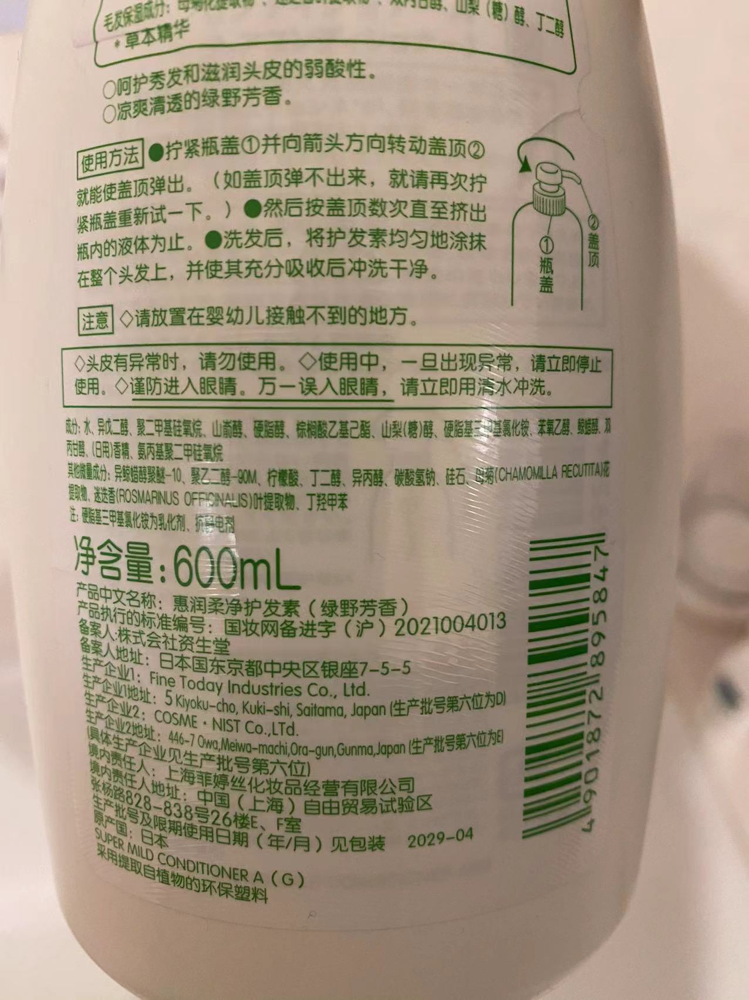 毛发保湿成分：母菊花提取物*、迷迭香叶提取物*、双丙甘醇、山梨（糖）醇、丁二醇
*草本精华
○呵护秀发和滋润头皮的弱酸性。
○凉爽清透的绿野芳香。
使用方法 ●拧紧瓶盖①并向箭头方向转动盖顶②
就能使盖顶弹出。（如盖顶弹不出来，就请再次拧
紧瓶盖重新试一下。）●然后按盖顶数次直至挤出
瓶内的液体为止。●洗发后，将护发素均匀地涂抹
在整个头发上，并使其充分吸收后冲洗干净。
①瓶盖
②盖顶
注意 ◇请放置在婴幼儿接触不到的地方。
◇头皮有异常时，请勿使用。◇使用中，一旦出现异常，请立即停止
使用。◇谨防进入眼睛。万一误入眼睛，请立即用清水冲洗。
成分：水、异戊二醇、聚二甲基硅氧烷、山嵛醇、硬脂醇、棕榈酸乙基己酯、山梨(糖)醇、硬脂基三甲基氯化铵、苯氧乙醇、鲸蜡醇、双
丙甘醇、(日用)香精、氨丙基聚二甲硅氧烷
其他微量成分：异鲸蜡醇聚醚-10、聚乙二醇-90M、柠檬酸、丁二醇、异丙醇、碳酸氢钠、硅石、母菊(CHAMOMILLA RECUTITA)花
提取物、迷迭香(ROSMARINUS OFFICINALIS)叶提取物、丁羟甲苯
注：硬脂基三甲基氯化铵为乳化剂、抗静电剂
净含量：600mL
产品中文名称：惠润柔净护发素（绿野芳香）
产品执行的标准编号：国妆网备进字（沪）2021004013
备案人:株式会社资生堂
备案人地址：日本国东京都中央区银座7-5-5
生产企业1：Fine Today Industries Co., Ltd.
生产企业1地址：5 Kiyoku-cho, Kuki-shi, Saitama, Japan (生产批号第六位为D)
生产企业2：COSME・NIST Co.,LTd.
生产企业2地址：446-7 Owa,Meiwa-machi,Ora-gun,Gunma,Japan (生产批号第六位为E)
(具体生产企业见生产批号第六位)
境内责任人：上海菲婷丝化妆品经营有限公司
境内责任人地址：中国（上海）自由贸易试验区
张杨路828-838号26楼E、F室
生产批号及限期使用日期（年/月）见包装 2029-04
原产国：日本
SUPER MILD CONDITIONER A（G）
采用提取自植物的环保塑料
4901872895847